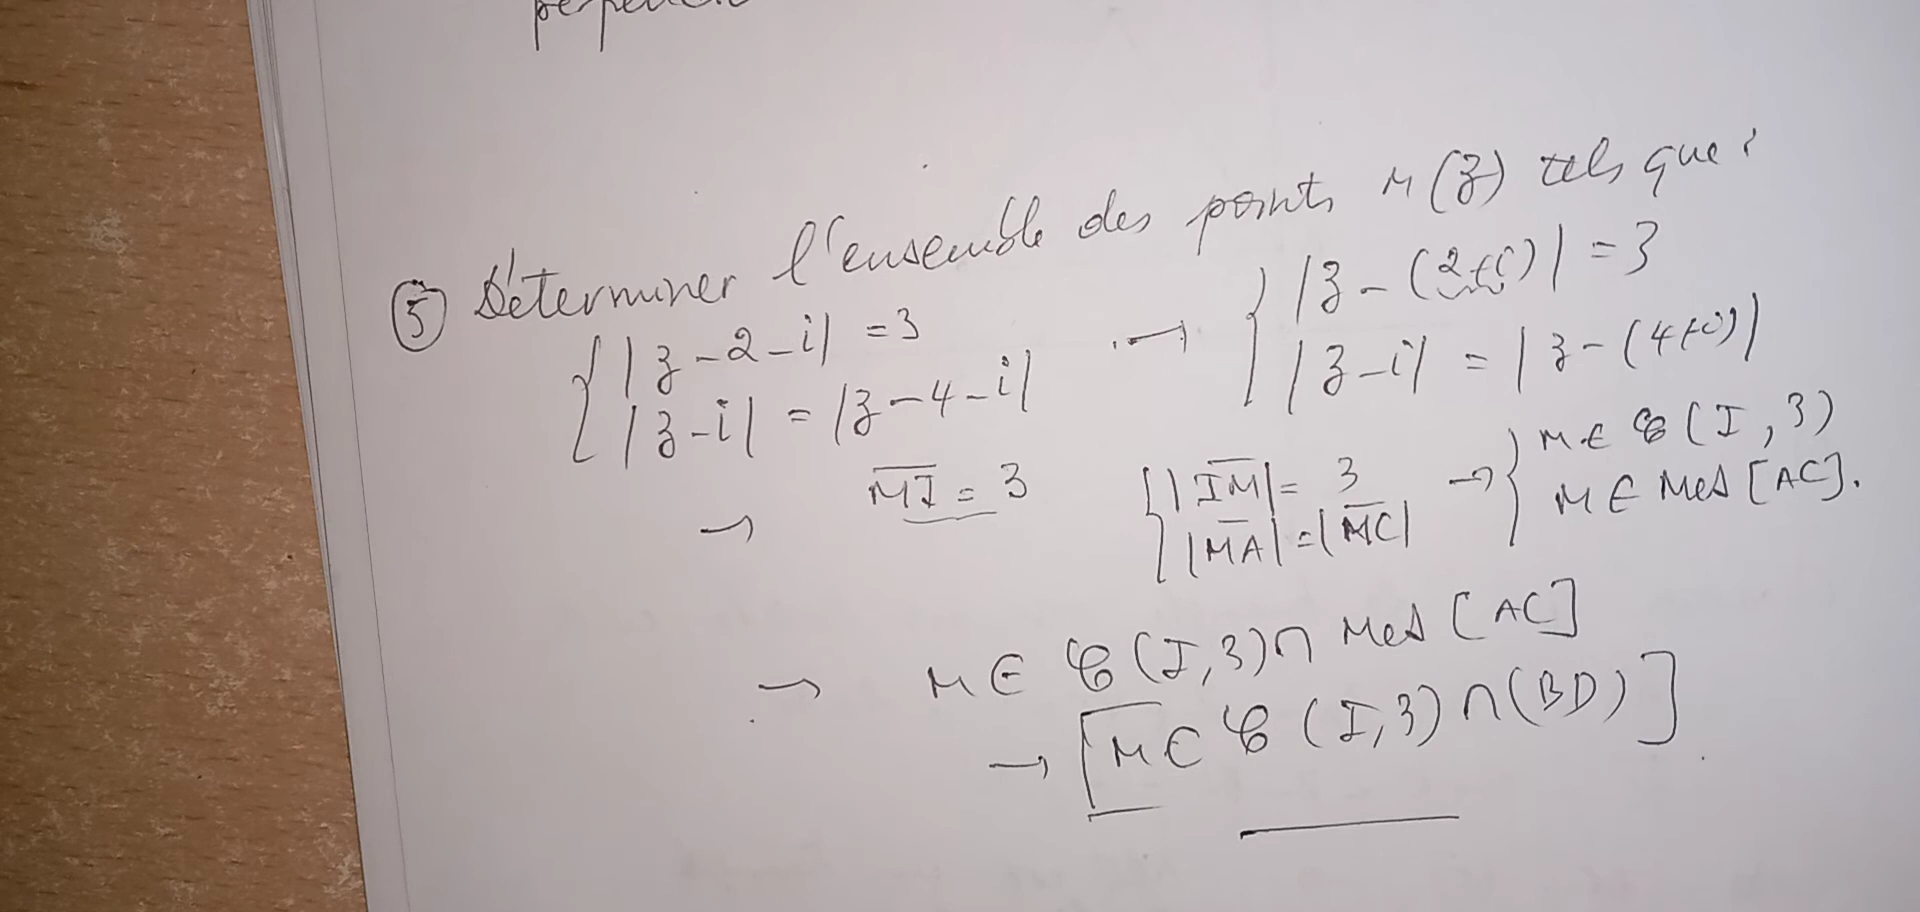 ⑤ Déterminer l'ensemble des points M(z) tels que :
{ |z-2-i| = 3 → { |z-(2+i)| = 3
{ |z-i| = |z-4-i| { |z-i| = |z-(4+i)|
→ MI = 3 { |IM| = 3 → { M ∈ C(I,3)
{ |MA| = |MC| { M ∈ Med [AC].
→ M ∈ C(I,3) ∩ Med [AC]
→ [M ∈ C(I,3) ∩ (BD)]